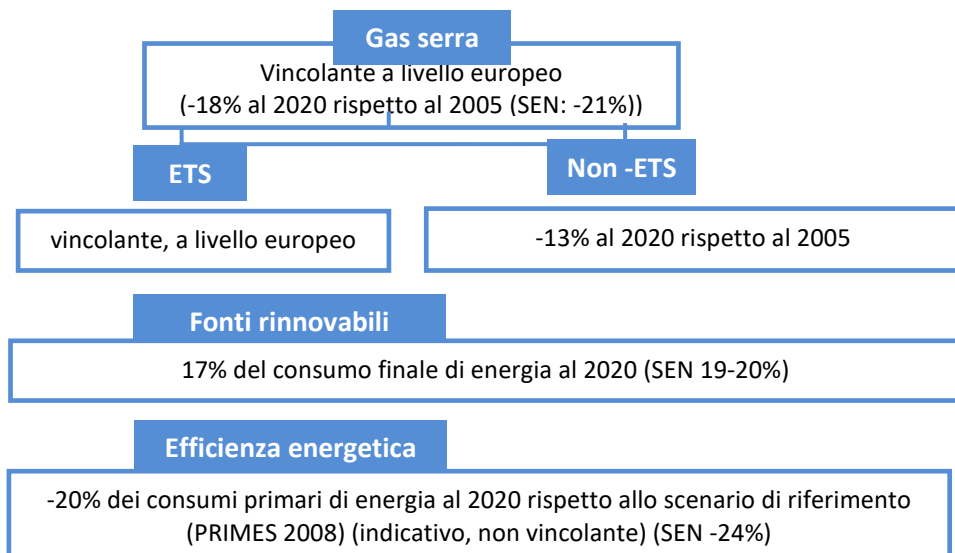 Gas serra
Vincolante a livello europeo
(-18% al 2020 rispetto al 2005 (SEN: -21%))
ETS
Non -ETS
vincolante, a livello europeo
-13% al 2020 rispetto al 2005
Fonti rinnovabili
17% del consumo finale di energia al 2020 (SEN 19-20%)
Efficienza energetica
-20% dei consumi primari di energia al 2020 rispetto allo scenario di riferimento
(PRIMES 2008) (indicativo, non vincolante) (SEN -24%)